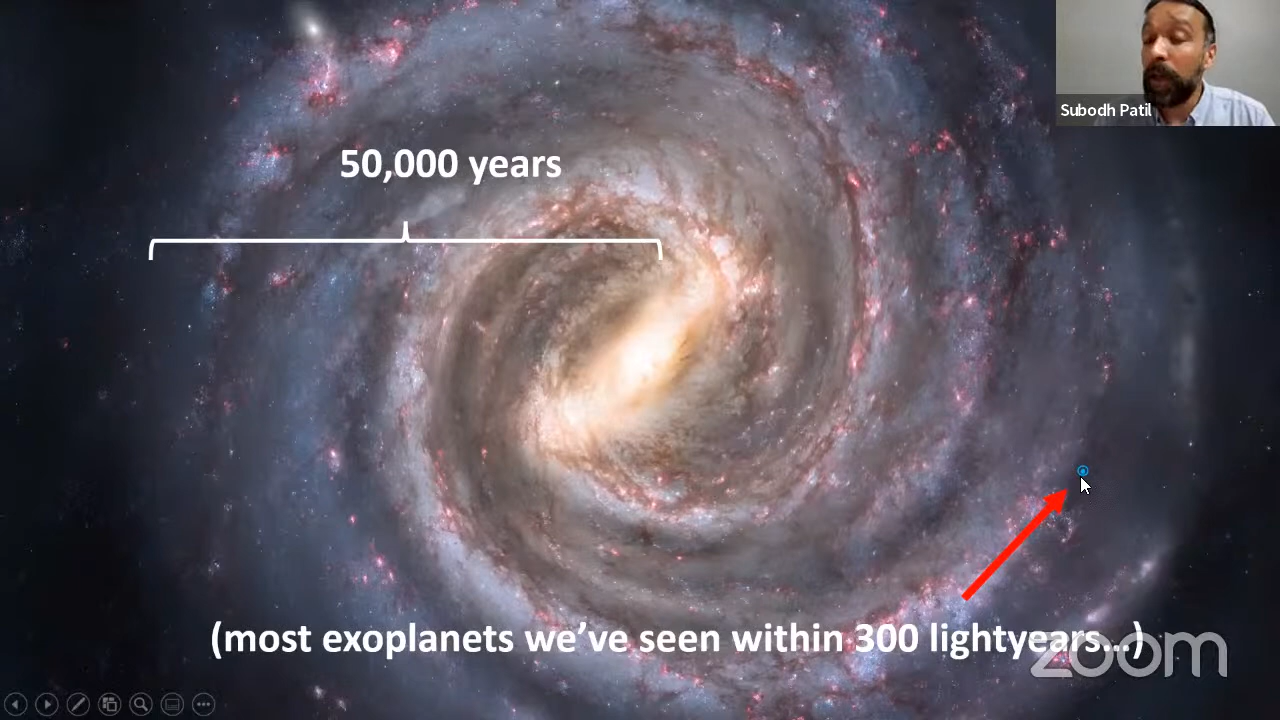 Subodh Patil
50,000 years
(most exoplanets we've seen within 300 lightyears...)
zoom